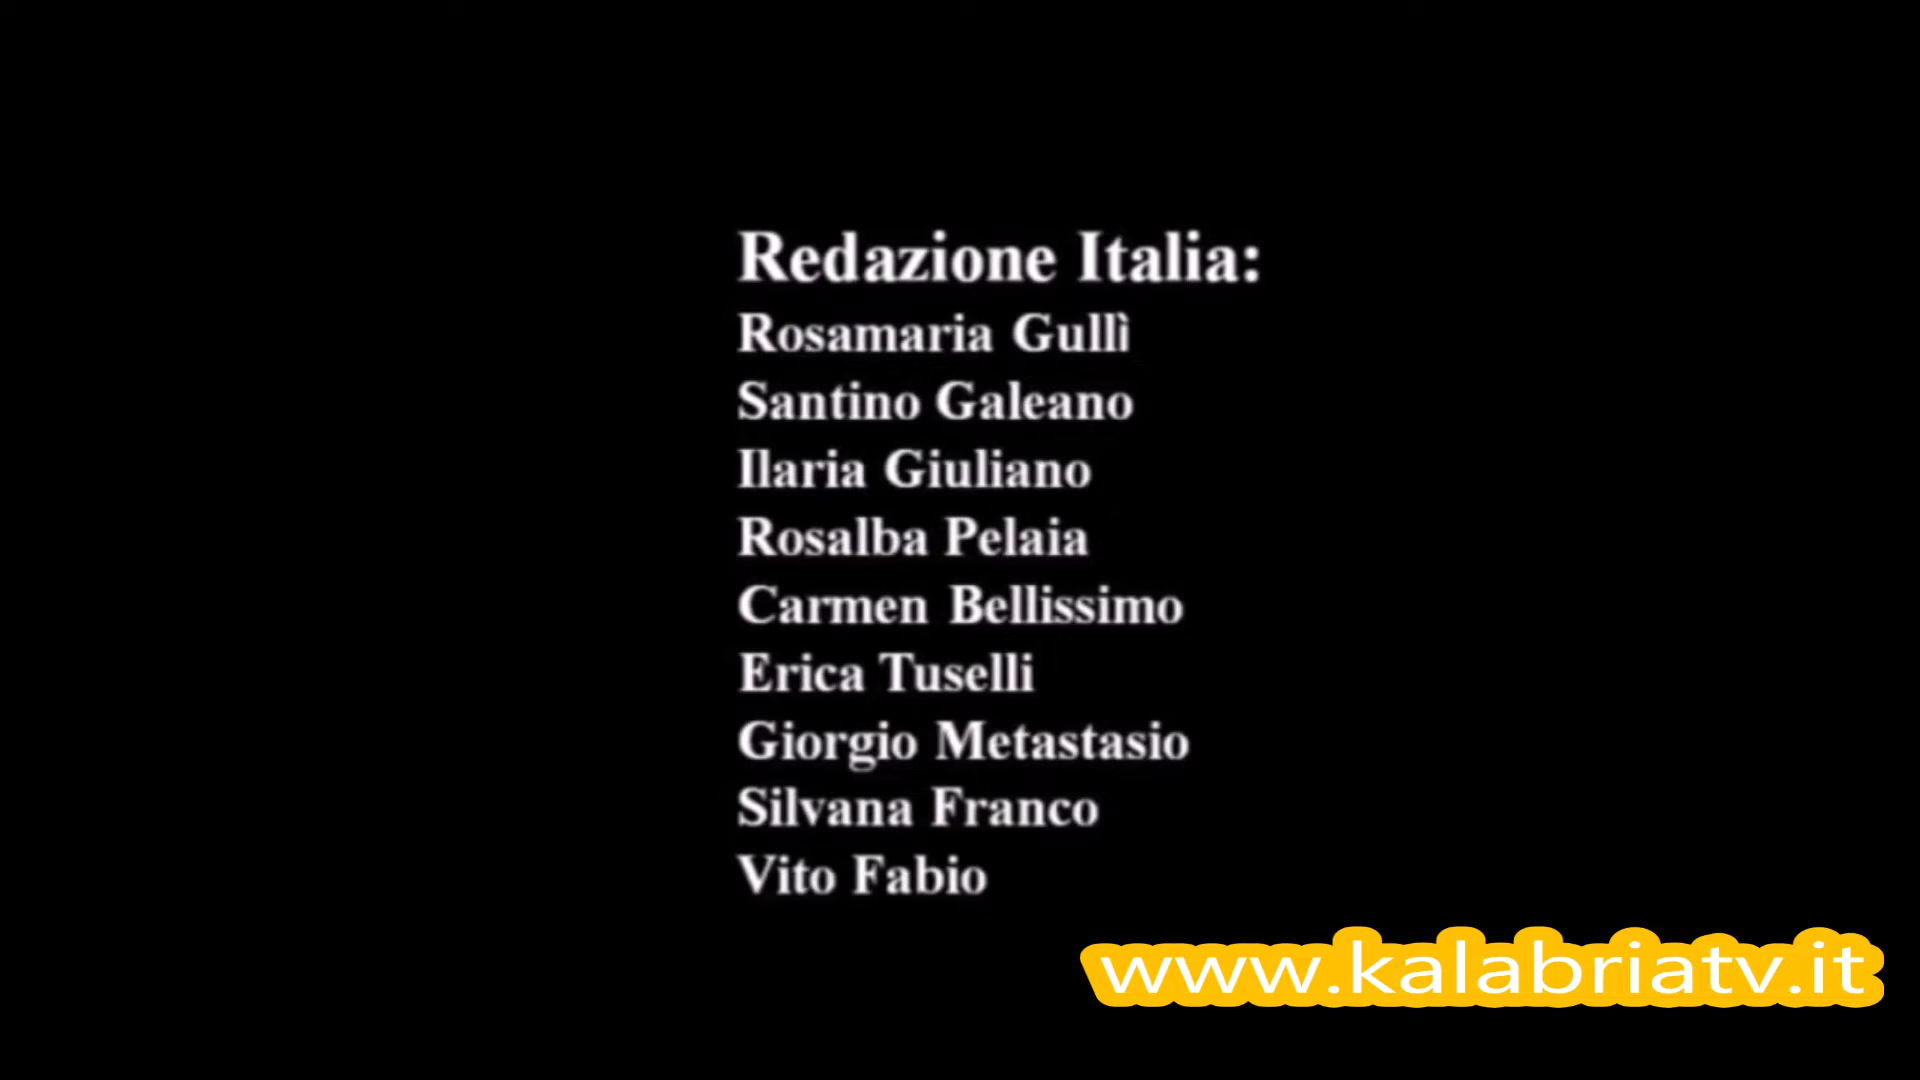 Redazione Italia:
Rosamaria Gullì
Santino Galeano
Ilaria Giuliano
Rosalba Pelaia
Carmen Bellissimo
Erica Tuselli
Giorgio Metastasio
Silvana Franco
Vito Fabio
www.kalabriatv.it